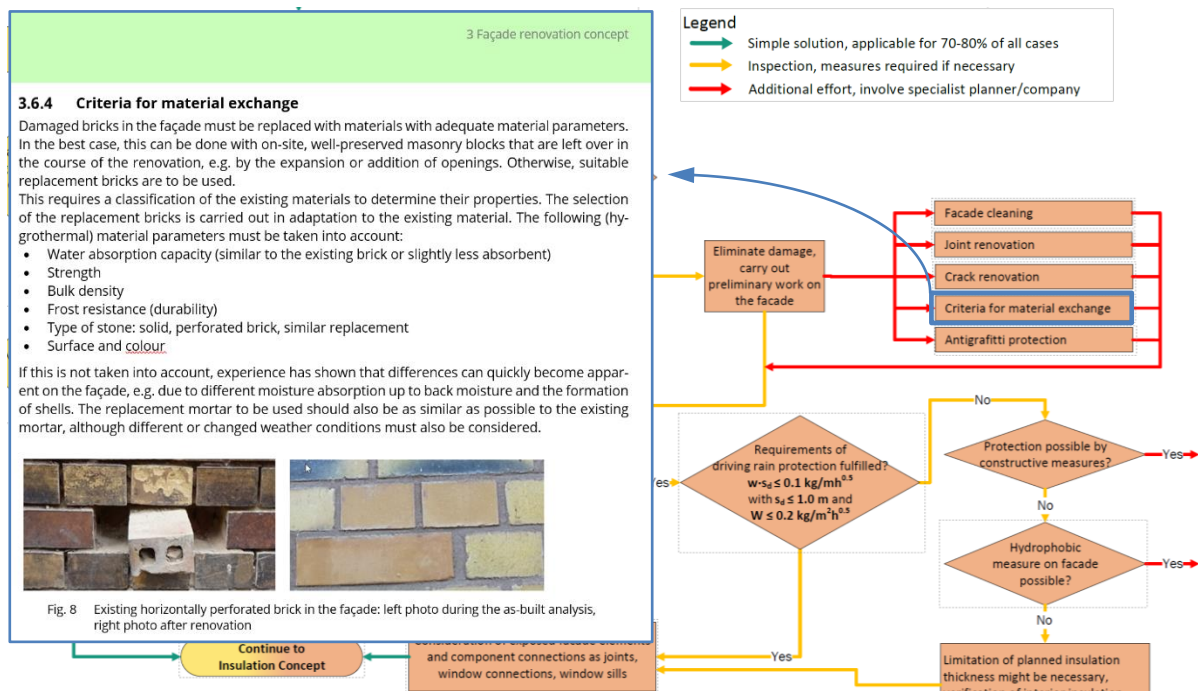 3 Façade renovation concept
3.6.4 Criteria for material exchange
Damaged bricks in the façade must be replaced with materials with adequate material parameters.
In the best case, this can be done with on-site, well-preserved masonry blocks that are left over in
the course of the renovation, e.g. by the expansion or addition of openings. Otherwise, suitable
replacement bricks are to be used.
This requires a classification of the existing materials to determine their properties. The selection
of the replacement bricks is carried out in adaptation to the existing material. The following (hy-
grothermal) material parameters must be taken into account:
• Water absorption capacity (similar to the existing brick or slightly less absorbent)
• Strength
• Bulk density
• Frost resistance (durability)
• Type of stone: solid, perforated brick, similar replacement
• Surface and colour
If this is not taken into account, experience has shown that differences can quickly become appar-
ent on the façade, e.g. due to different moisture absorption up to back moisture and the formation
of shells. The replacement mortar to be used should also be as similar as possible to the existing
mortar, although different or changed weather conditions must also be considered.
Fig. 8 Existing horizontally perforated brick in the façade: left photo during the as-built analysis,
right photo after renovation
Legend
Simple solution, applicable for 70-80% of all cases
Inspection, measures required if necessary
Additional effort, involve specialist planner/company
Eliminate damage,
carry out
preliminary work on
the facade
Facade cleaning
Joint renovation
Crack renovation
Criteria for material exchange
Antigrafitti protection
Requirements of
driving rain protection fulfilled?
w·s_d ≤ 0.1 kg/mh^0.5
with s_d ≤ 1.0 m and
W ≤ 0.2 kg/m²h^0.5
No
Protection possible by
constructive measures?
Yes
No
Hydrophobic
measure on facade
possible?
Yes
No
Yes
Continue to
Insulation Concept
and component connections as joints,
window connections, window sills
Limitation of planned insulation
thickness might be necessary,